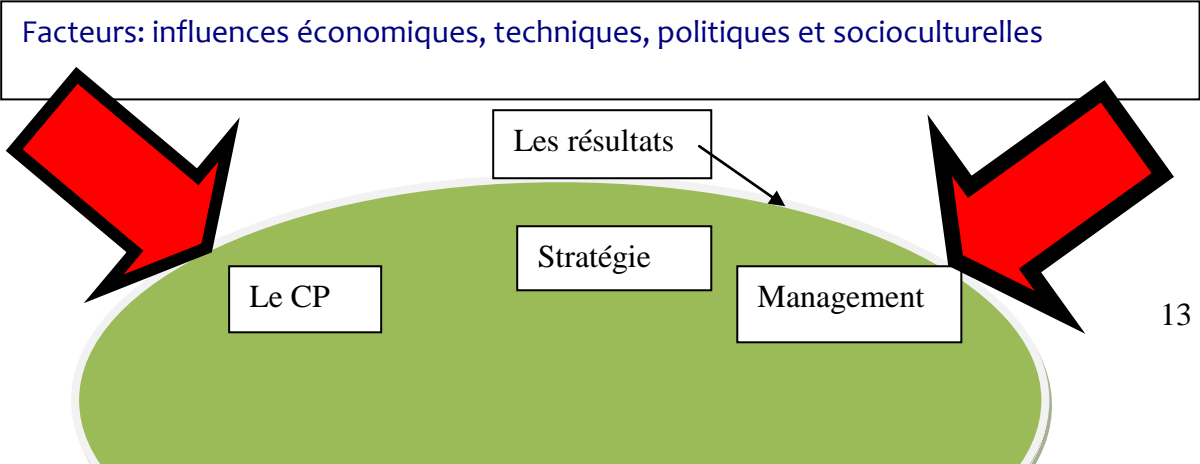 Facteurs: influences économiques, techniques, politiques et socioculturelles
Les résultats
Stratégie
Le CP
Management
13